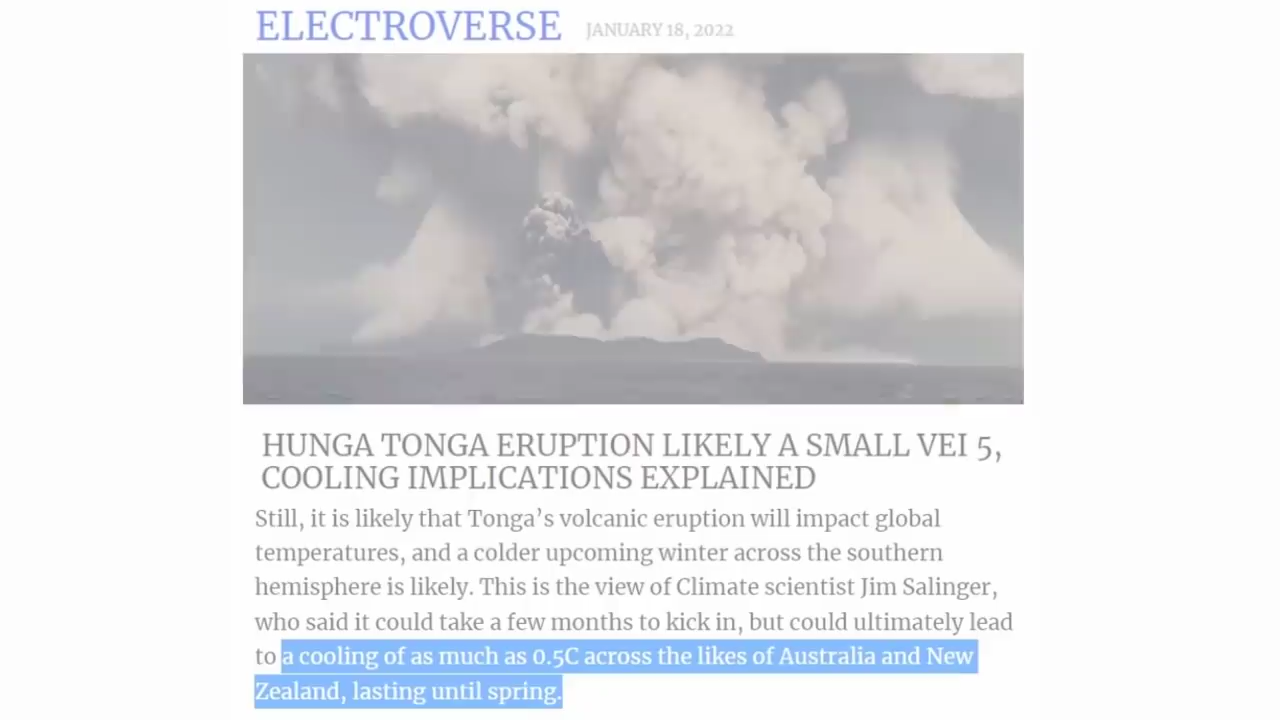 ELECTROVERSE JANUARY 18, 2022
HUNGA TONGA ERUPTION LIKELY A SMALL VEI 5,
COOLING IMPLICATIONS EXPLAINED
Still, it is likely that Tonga’s volcanic eruption will impact global
temperatures, and a colder upcoming winter across the southern
hemisphere is likely. This is the view of Climate scientist Jim Salinger,
who said it could take a few months to kick in, but could ultimately lead
to a cooling of as much as 0.5C across the likes of Australia and New
Zealand, lasting until spring.